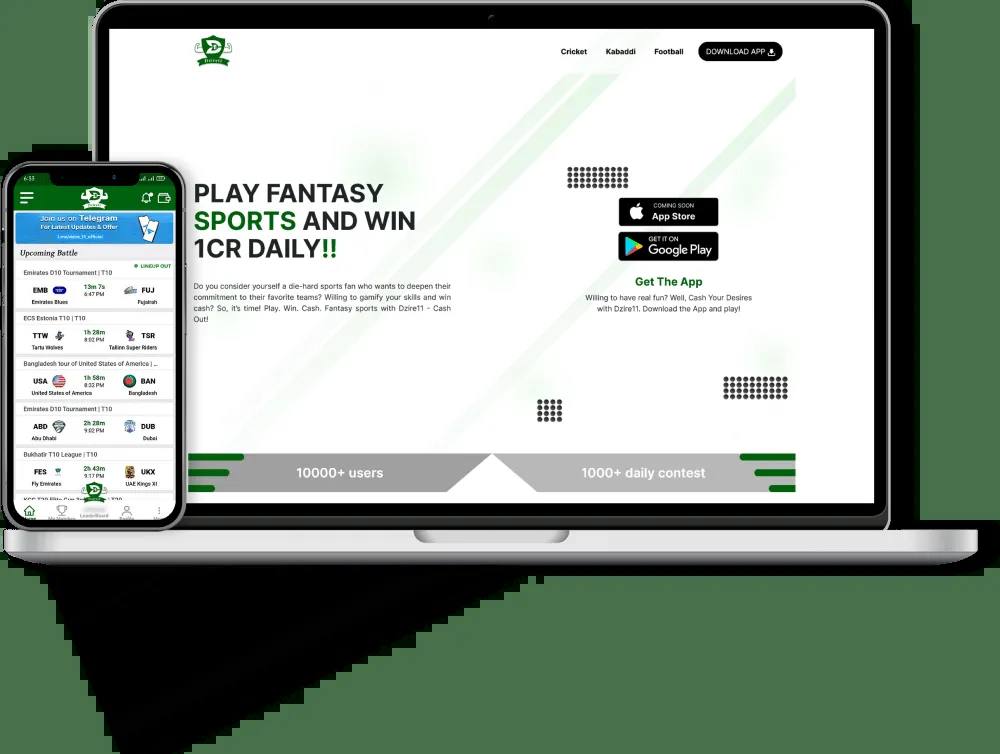 Cricket Kabaddi Football DOWNLOAD APP
PLAY FANTASY
SPORTS AND WIN
1CR DAILY!!
Do you consider yourself a die-hard sports fan who wants to deepen their
commitment to their favorite teams? Willing to gamify your skills and win
cash? So, it's time! Play. Win. Cash. Fantasy sports with Dzire11 - Cash
Out!
COMING SOON
App Store
GET IT ON
Google Play
Get The App
Willing to have real fun? Well, Cash Your Desires
with Dzire11. Download the App and play!
10000+ users
1000+ daily contest
6:33
Join us on Telegram
For Latest Updates & Offer
Upcoming Battle
LINEUP OUT
Emirates D10 Tournament | T10
EMB 13m 7s FUJ
6:47 PM
Emirates Blues Fujairah
ECS Estonia T10 | T10
TTW 1h 28m TSR
8:02 PM
Tartu Wolves Tallinn Super Riders
Bangladesh tour of United States of America | ...
USA 1h 58m BAN
8:32 PM
United States of America Bangladesh
Emirates D10 Tournament | T10
ABD 2h 28m DUB
9:02 PM
Abu Dhabi Dubai
Bukhatir T10 League | T10
FES 2h 43m UKX
9:17 PM
Fly Emirates UAE Kings XI